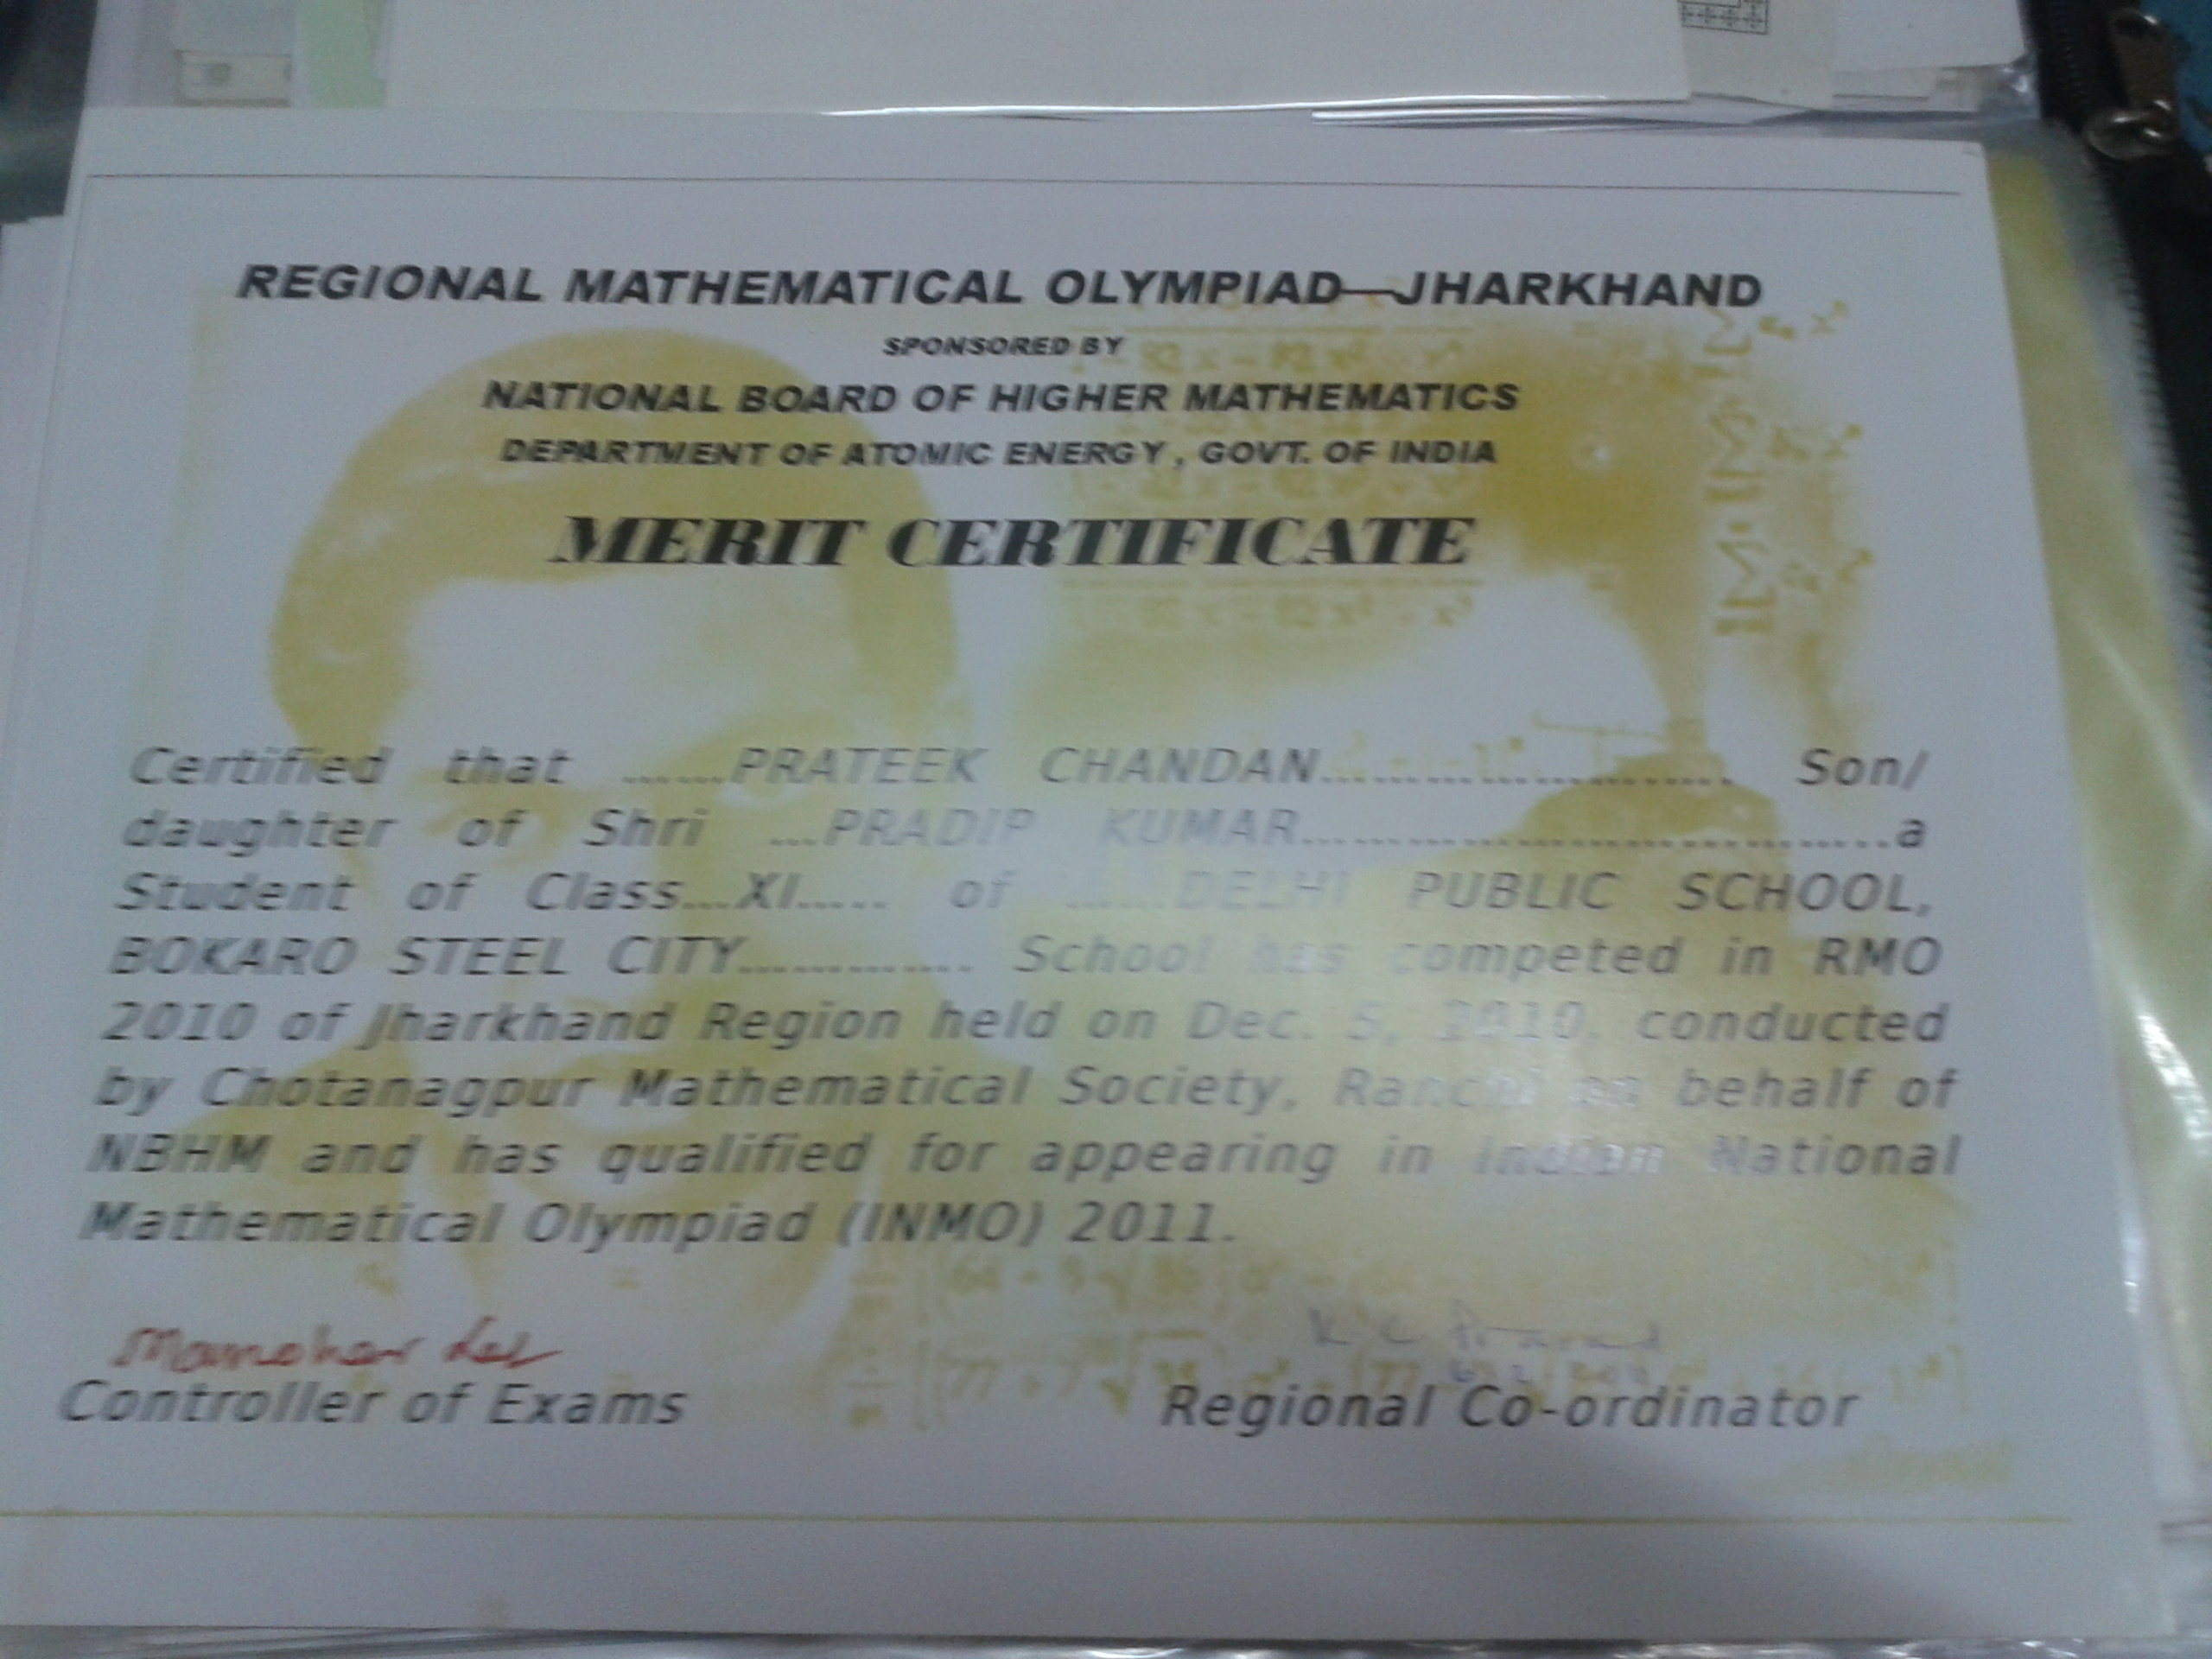 REGIONAL MATHEMATICAL OLYMPIAD—JHARKHAND
SPONSORED BY
NATIONAL BOARD OF HIGHER MATHEMATICS
DEPARTMENT OF ATOMIC ENERGY, GOVT. OF INDIA
MERIT CERTIFICATE
Certified that ........PRATEEK CHANDAN.......................... Son/
daughter of Shri ....PRADIP KUMAR..........................a
Student of Class....XI..... of ........DELHI PUBLIC SCHOOL,
BOKARO STEEL CITY............... School has competed in RMO
2010 of Jharkhand Region held on Dec. 5, 2010, conducted
by Chotanagpur Mathematical Society, Ranchi on behalf of
NBHM and has qualified for appearing in Indian National
Mathematical Olympiad (INMO) 2011.
Controller of Exams Regional Co-ordinator